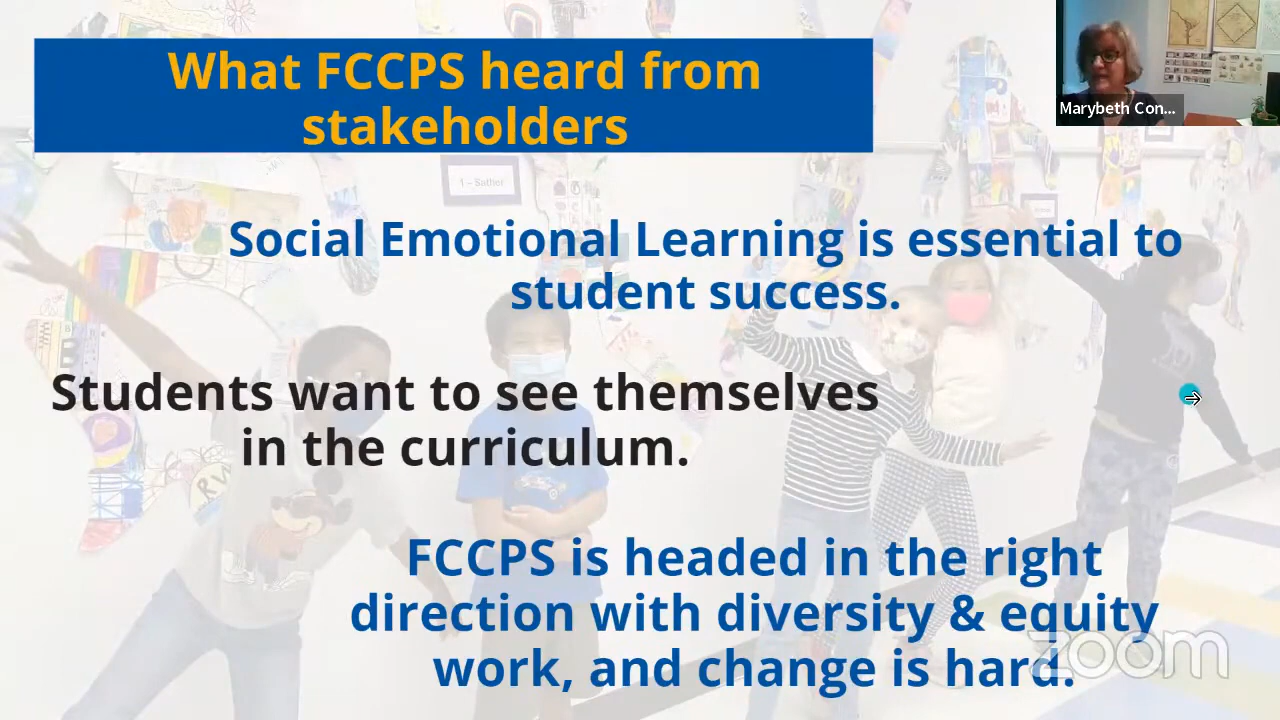 What FCCPS heard from
stakeholders
Marybeth Con...
1 - Sather
Social Emotional Learning is essential to
student success.
Students want to see themselves
in the curriculum.
FCCPS is headed in the right
direction with diversity & equity
work, and change is hard.
zoom